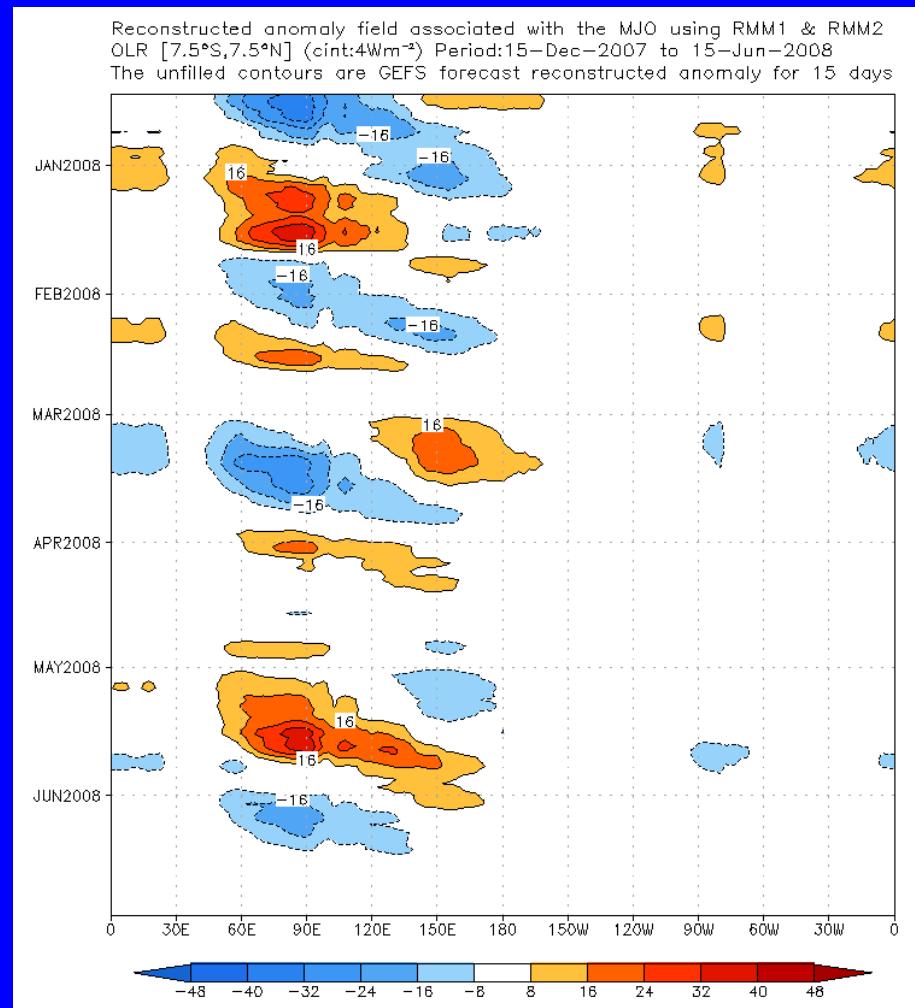 Reconstructed anomaly field associated with the MJO using RMM1 & RMM2
OLR [7.5°S,7.5°N] (cint:4Wm⁻²) Period:15-Dec-2007 to 15-Jun-2008
The unfilled contours are GEFS forecast reconstructed anomaly for 15 days
-16
-16
JAN2008
16
16
-16
FEB2008
-16
MAR2008
16
-16
APR2008
MAY2008
16
16
JUN2008
-16
0 30E 60E 90E 120E 150E 180 150W 120W 90W 60W 30W 0
-48 -40 -32 -24 -16 -8 8 16 24 32 40 48